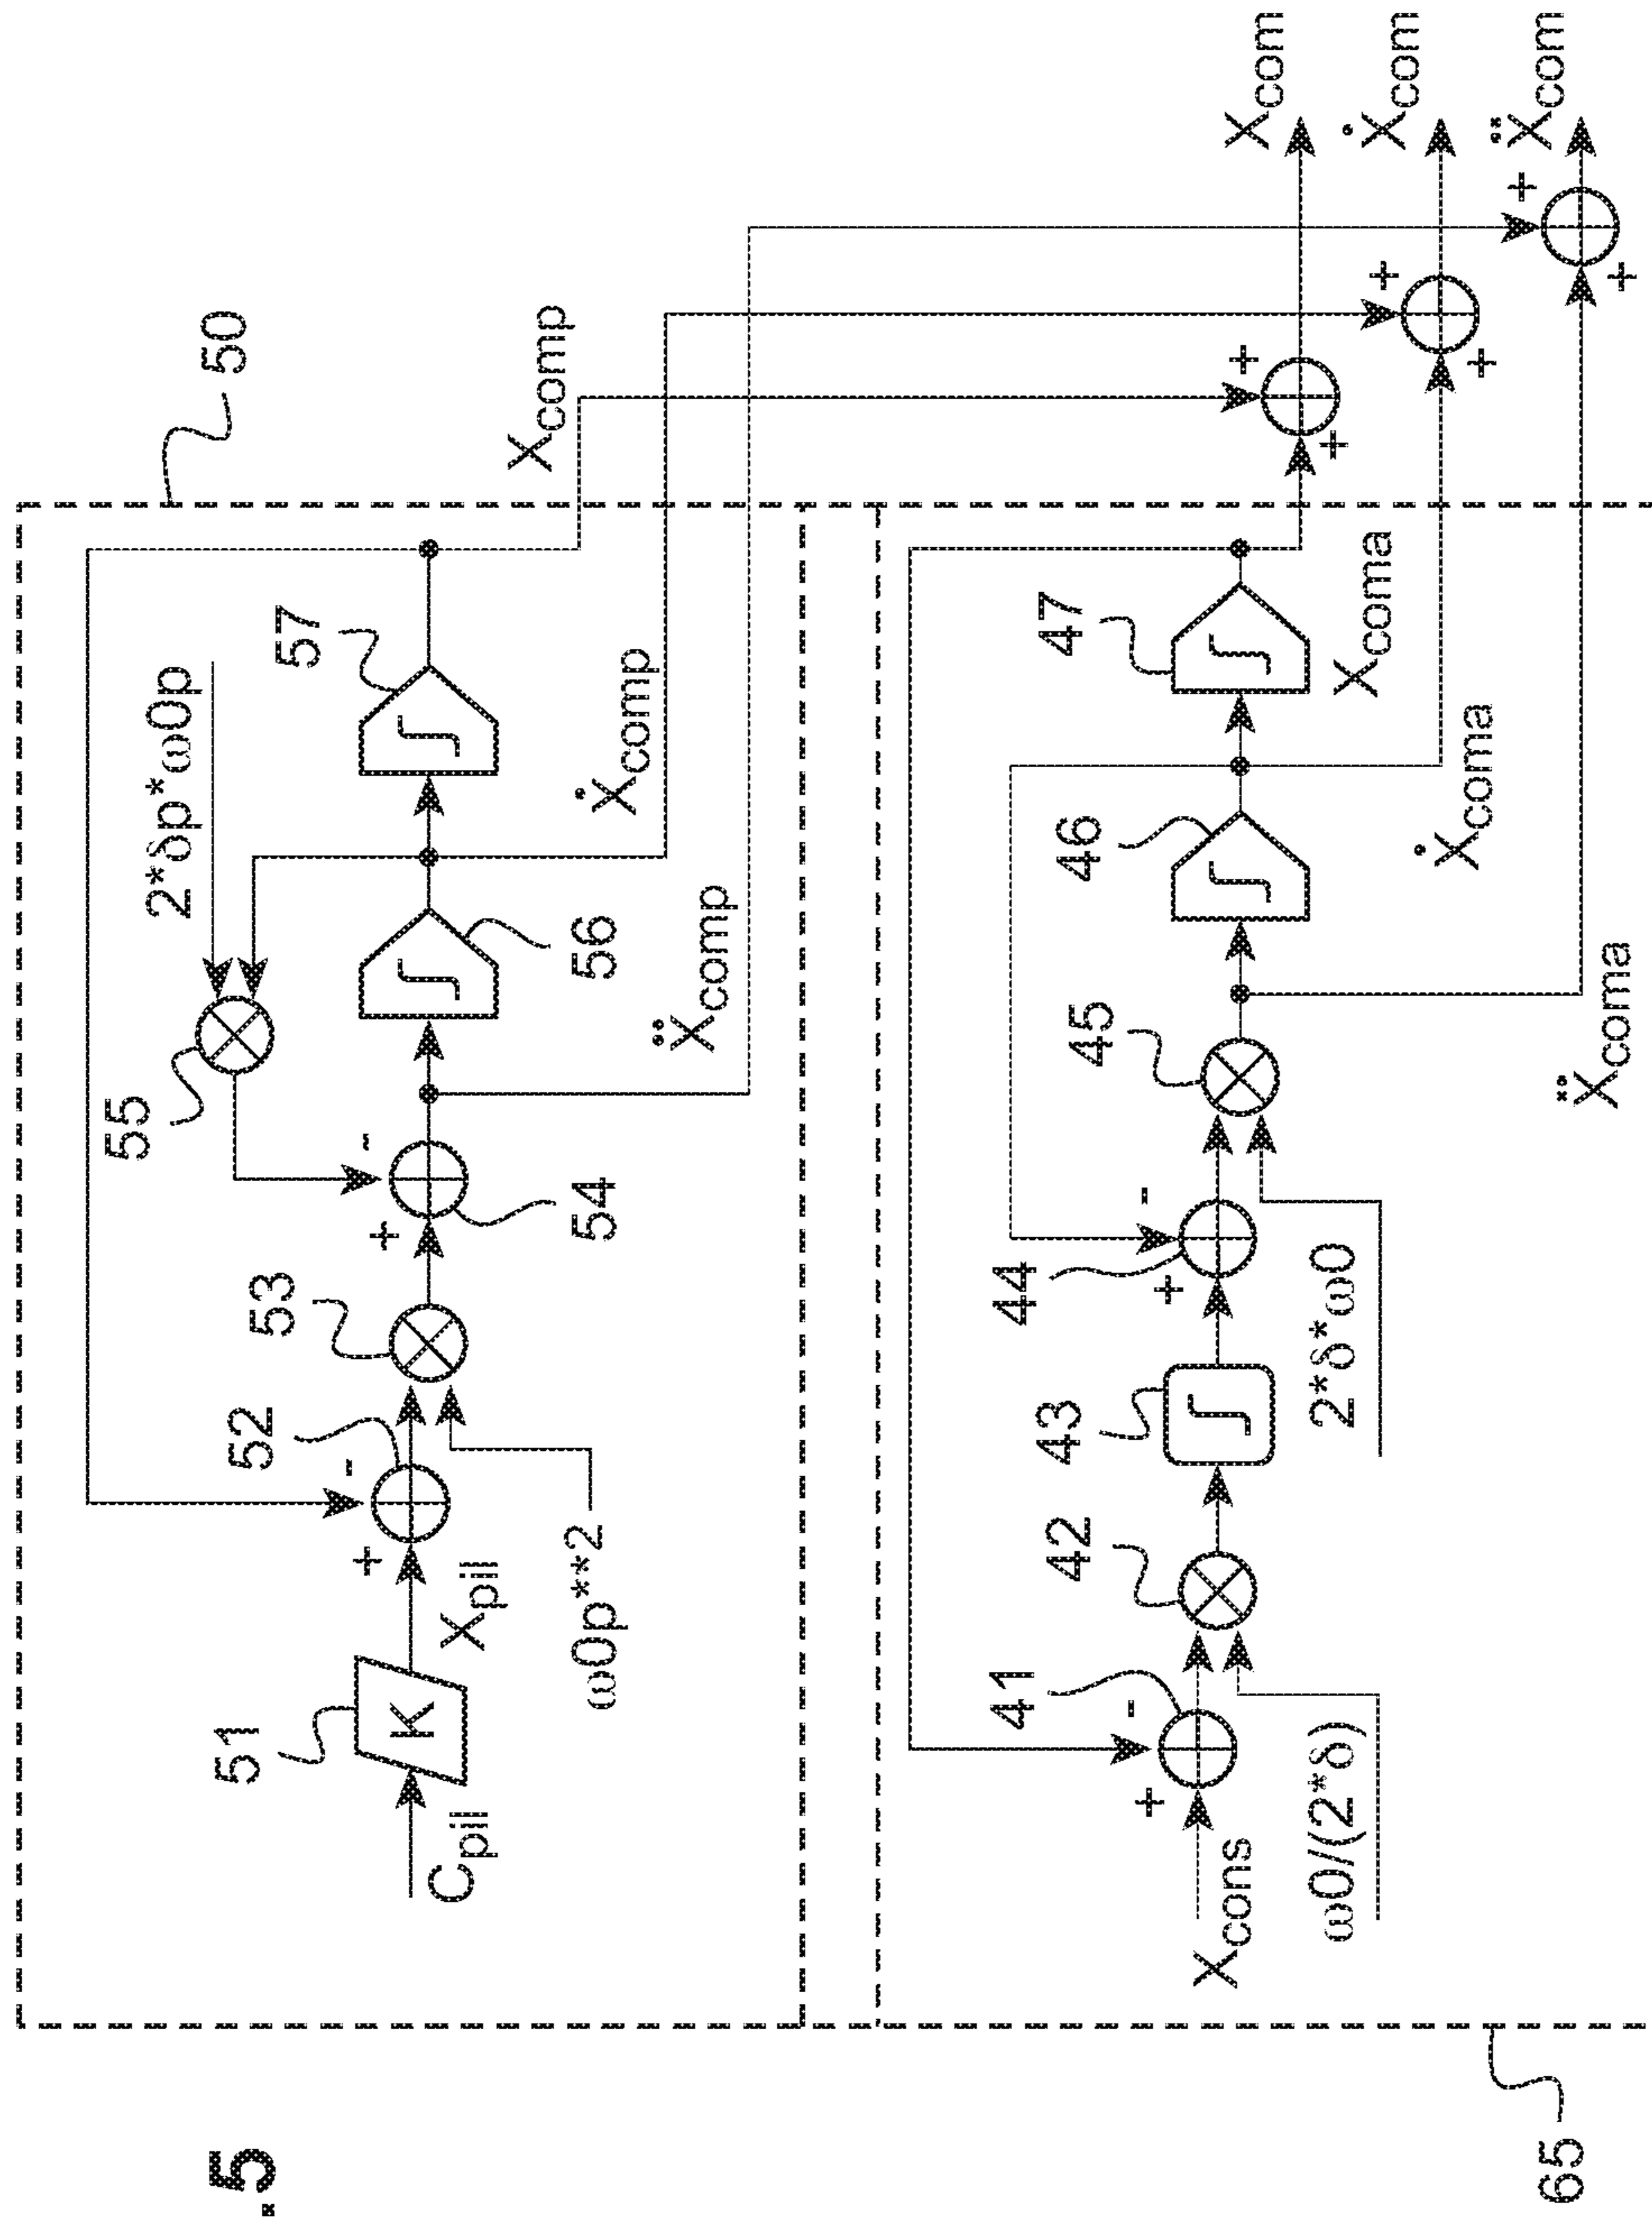 .5
50
55
2*δp*ω0p
57
51
52
53
K
+
-
+
-
∫
∫
Cpil
Xpil
54
56
ω0p**2
Ẍcomp
Ẋcomp
Xcomp
41
42
43
44
45
46
47
+
-
∫
+
-
∫
∫
Xcons
ω0/(2*δ)
2*δ*ω0
Ẍcoma
Ẋcoma
Xcoma
+
+
Xcom
+
+
Ẋcom
+
+
Ẍcom
65